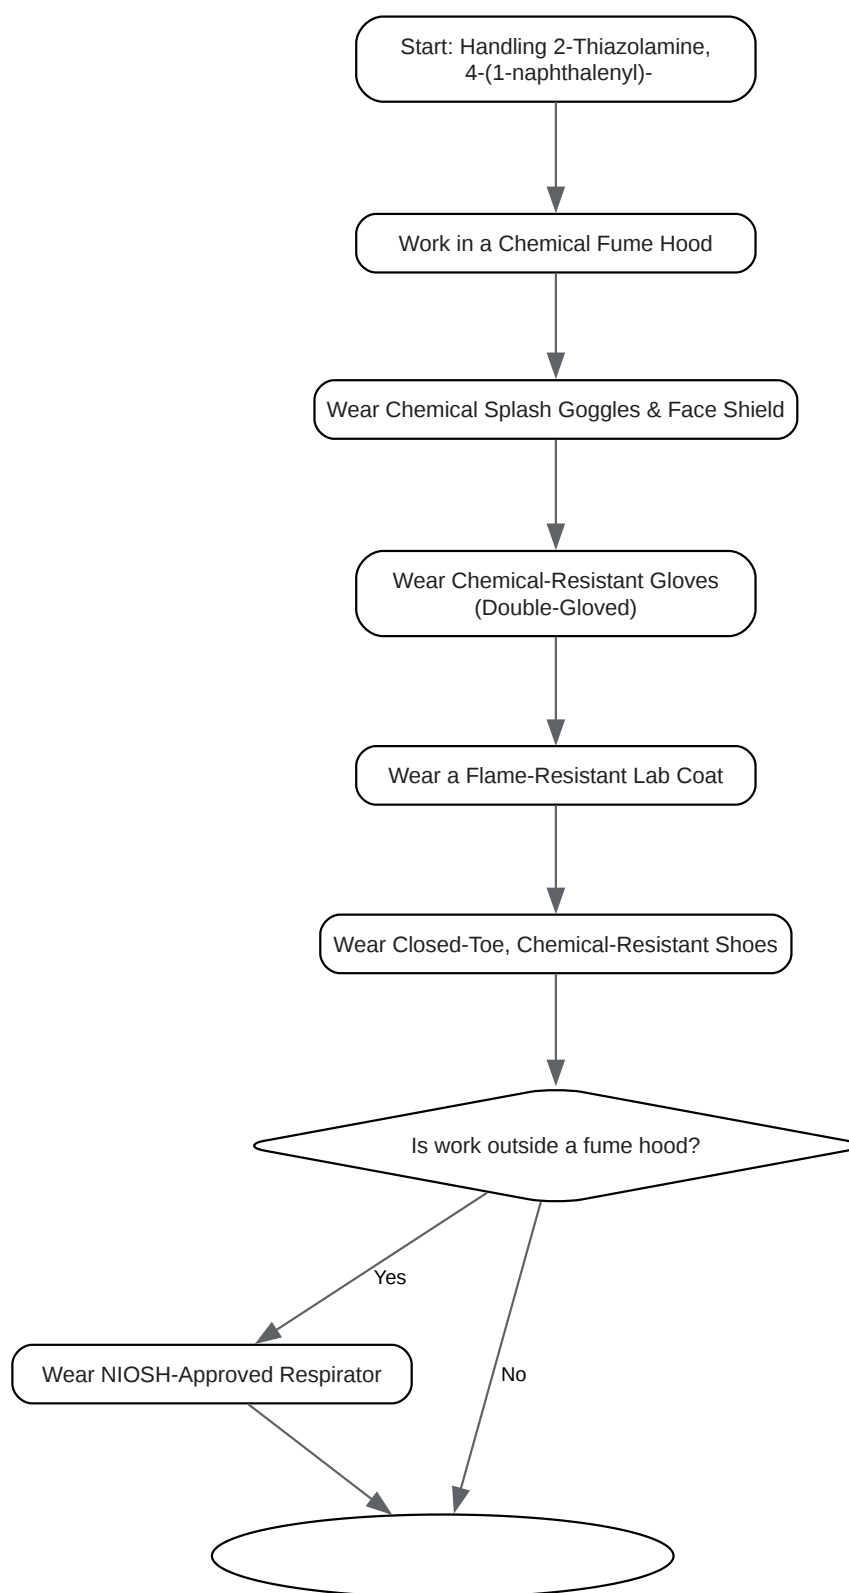 Start: Handling 2-Thiazolamine,
4-(1-naphthalenyl)-
Work in a Chemical Fume Hood
Wear Chemical Splash Goggles & Face Shield
Wear Chemical-Resistant Gloves
(Double-Gloved)
Wear a Flame-Resistant Lab Coat
Wear Closed-Toe, Chemical-Resistant Shoes
Is work outside a fume hood?
Yes
Wear NIOSH-Approved Respirator
No